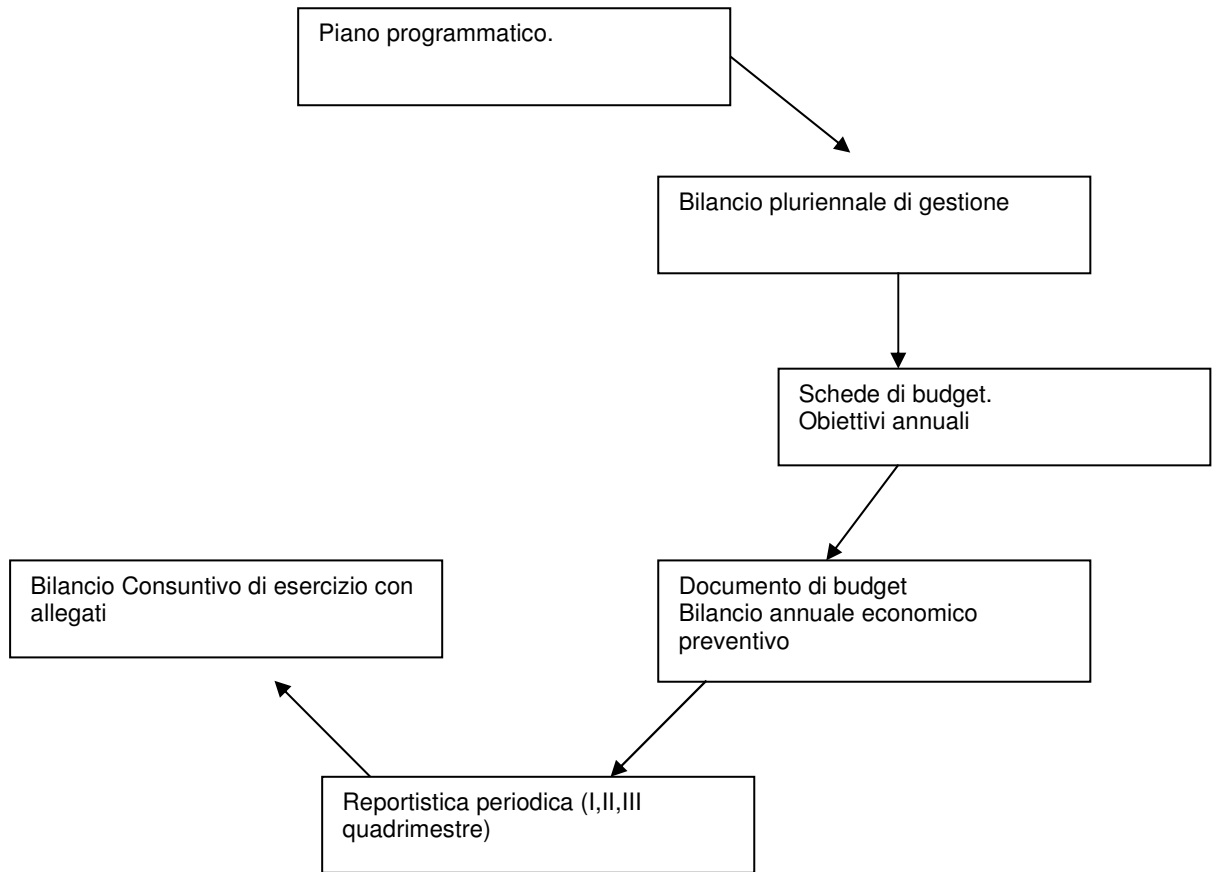 Piano programmatico.
Bilancio pluriennale di gestione
Schede di budget.
Obiettivi annuali
Documento di budget
Bilancio annuale economico
preventivo
Reportistica periodica (I,II,III
quadrimestre)
Bilancio Consuntivo di esercizio con
allegati